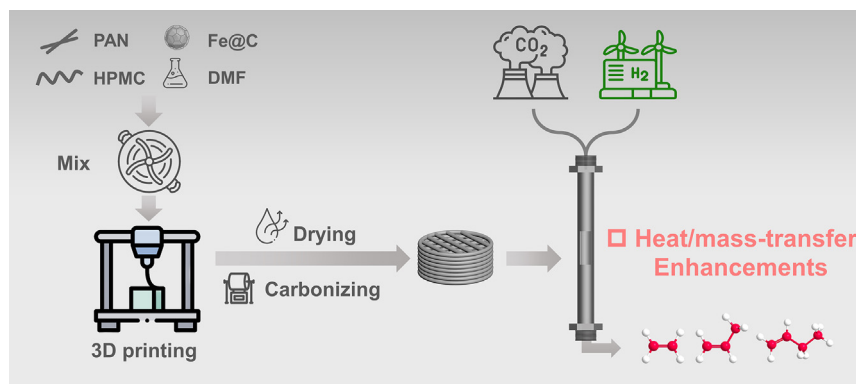 PAN
Fe@C
HPMC
DMF
Mix
3D printing
Drying
Carbonizing
CO2
H2
Heat/mass-transfer
Enhancements